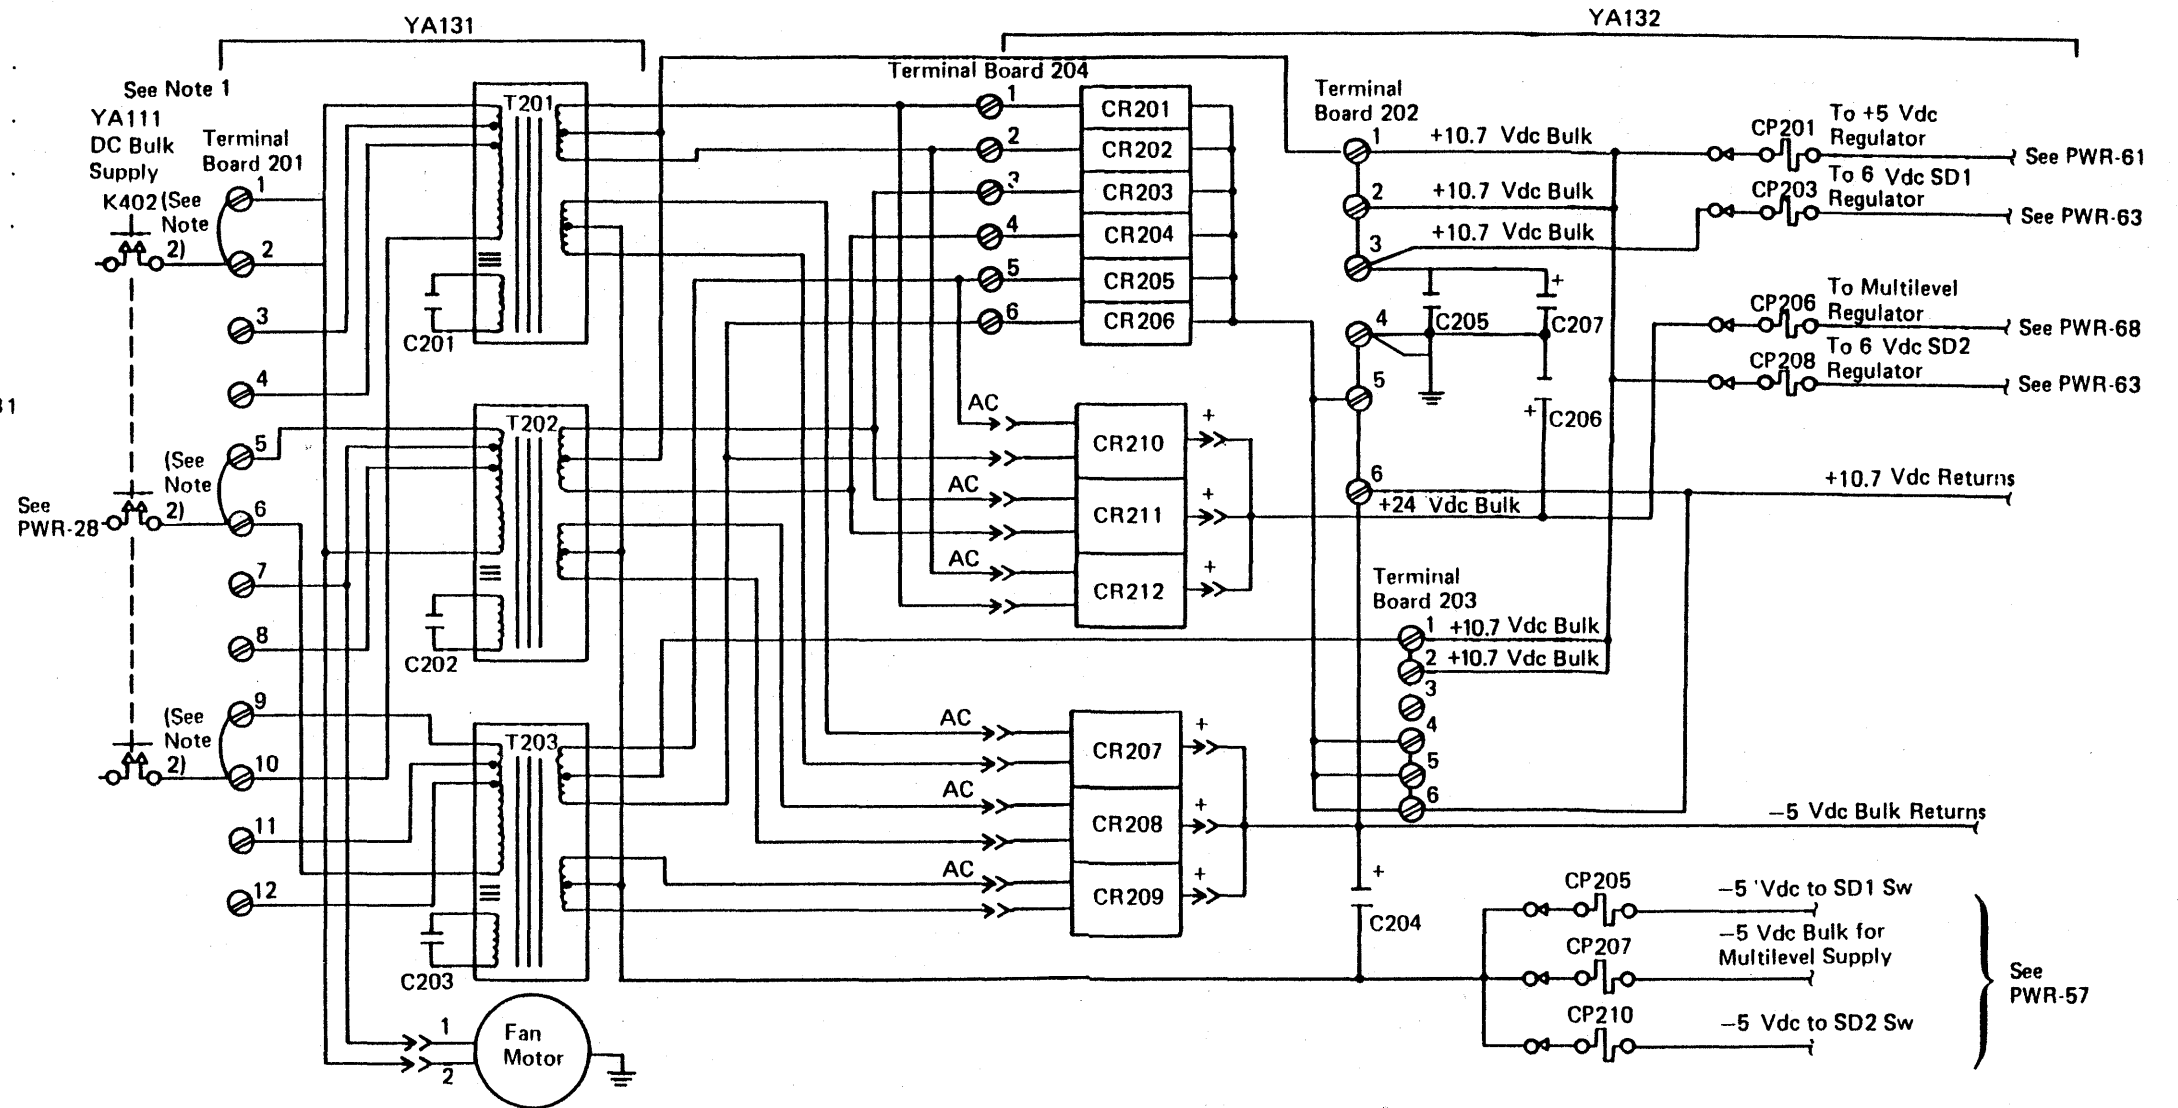 YA131
YA132
See Note 1
YA111
DC Bulk
Supply
K402
(See
Note
2)
Terminal
Board 201
1
2
3
4
5
6
7
8
9
10
11
12
(See
Note
2)
(See
Note
2)
See
PWR-28
31
T201
C201
T202
C202
T203
C203
1
2
Fan
Motor
Terminal Board 204
1
2
3
4
5
6
CR201
CR202
CR203
CR204
CR205
CR206
AC
AC
AC
CR210
CR211
CR212
+
+
+
AC
AC
AC
CR207
CR208
CR209
+
+
+
Terminal
Board 202
1
2
3
4
5
6
+10.7 Vdc Bulk
+10.7 Vdc Bulk
+10.7 Vdc Bulk
C205
+
C207
+
C206
+24 Vdc Bulk
Terminal
Board 203
1
2
3
4
5
6
+10.7 Vdc Bulk
+10.7 Vdc Bulk
+
C204
CP201
To +5 Vdc
Regulator
See PWR-61
CP203
To 6 Vdc SD1
Regulator
See PWR-63
CP206
To Multilevel
Regulator
See PWR-68
CP208
To 6 Vdc SD2
Regulator
See PWR-63
+10.7 Vdc Returns
−5 Vdc Bulk Returns
CP205
−5 Vdc to SD1 Sw
CP207
−5 Vdc Bulk for
Multilevel Supply
CP210
−5 Vdc to SD2 Sw
See
PWR-57